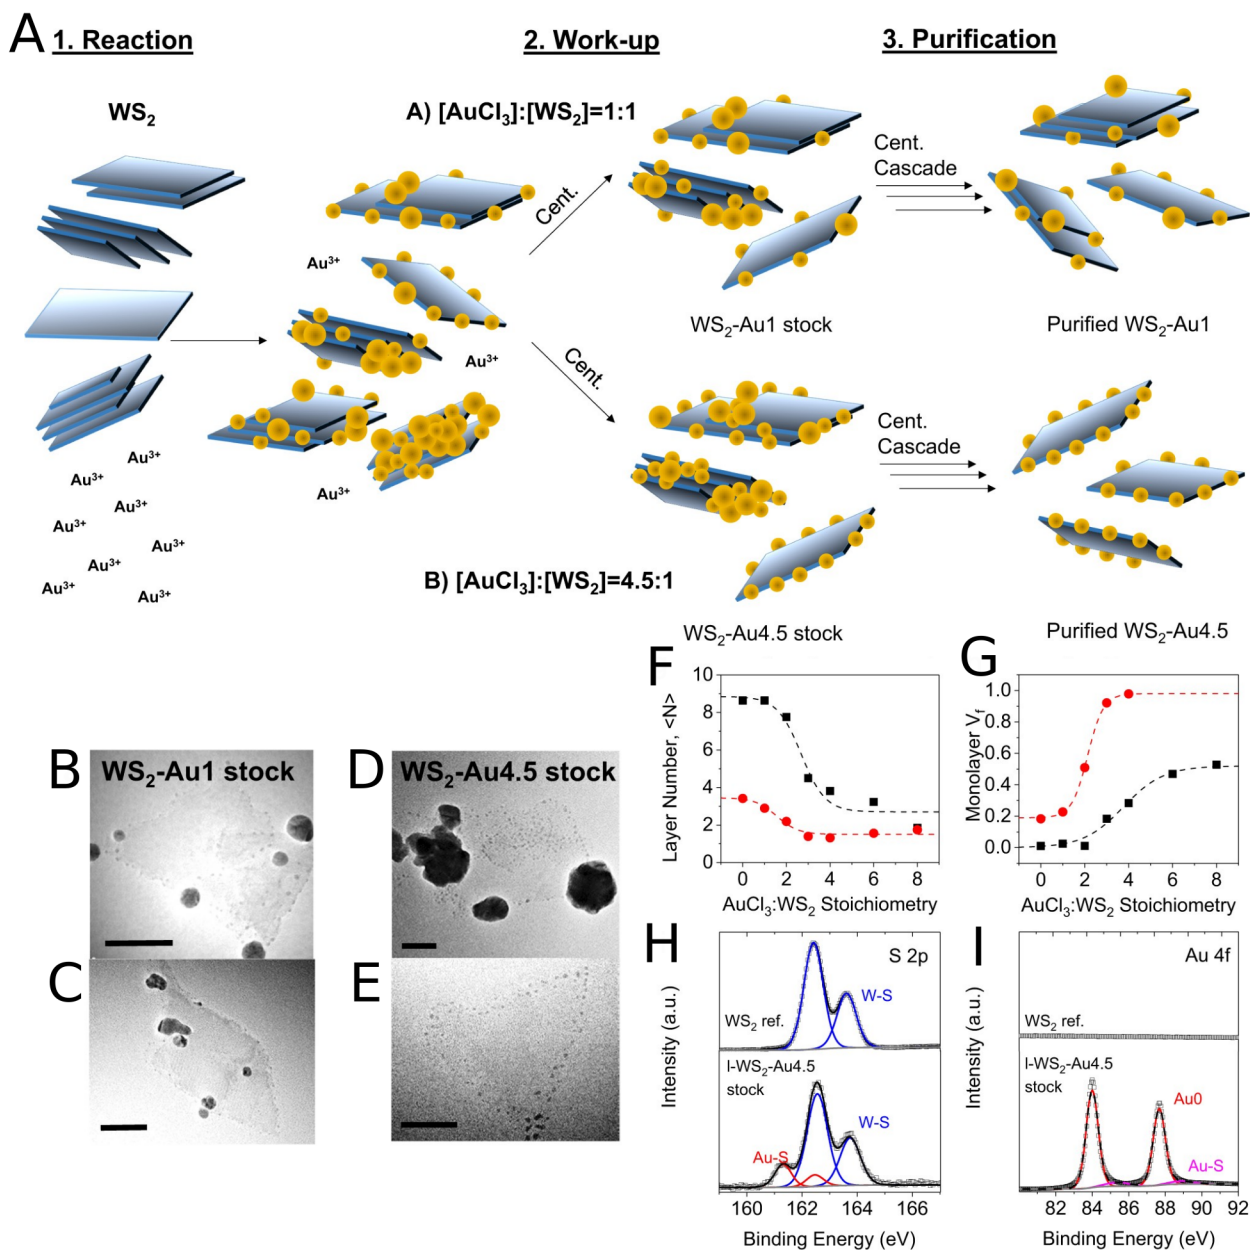 A
1. Reaction
2. Work-up
3. Purification
WS2
A) [AuCl3]:[WS2]=1:1
Cent.
Cent.
Cascade
Au3+
Au3+
WS2-Au1 stock
Purified WS2-Au1
Cent.
Cent.
Cascade
Au3+
Au3+
Au3+
Au3+
Au3+
Au3+
Au3+
Au3+
Au3+
B) [AuCl3]:[WS2]=4.5:1
WS2-Au4.5 stock
Purified WS2-Au4.5
B
WS2-Au1 stock
C
D
WS2-Au4.5 stock
E
F
Layer Number, <N>
10
8
6
4
2
0
0 2 4 6 8
AuCl3:WS2 Stoichiometry
G
Monolayer Vf
1.0
0.8
0.6
0.4
0.2
0.0
0 2 4 6 8
AuCl3:WS2 Stoichiometry
H
S 2p
Intensity (a.u.)
W-S
WS2 ref.
l-WS2-Au4.5
stock
W-S
Au-S
160 162 164 166
Binding Energy (eV)
I
Au 4f
Intensity (a.u.)
WS2 ref.
l-WS2-Au4.5
stock
Au0
Au-S
82 84 86 88 90 92
Binding Energy (eV)